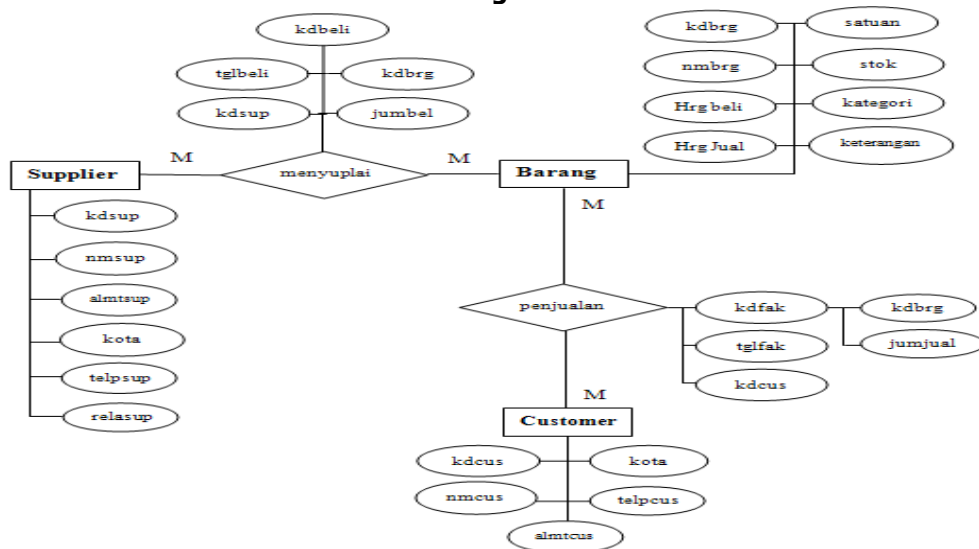 kdbeli
tglbeli
kdbrg
kdsup
jumbel
M
menyuplai
M
Supplier
kdsup
nmsup
almtsup
kota
telpsup
relasup
Barang
M
kdbrg
satuan
nmbrg
stok
Hrg beli
kategori
Hrg Jual
keterangan
penjualan
kdfak
kdbrg
jumjual
tglfak
kdcus
M
Customer
kdcus
kota
nmcus
telpcus
almtcus